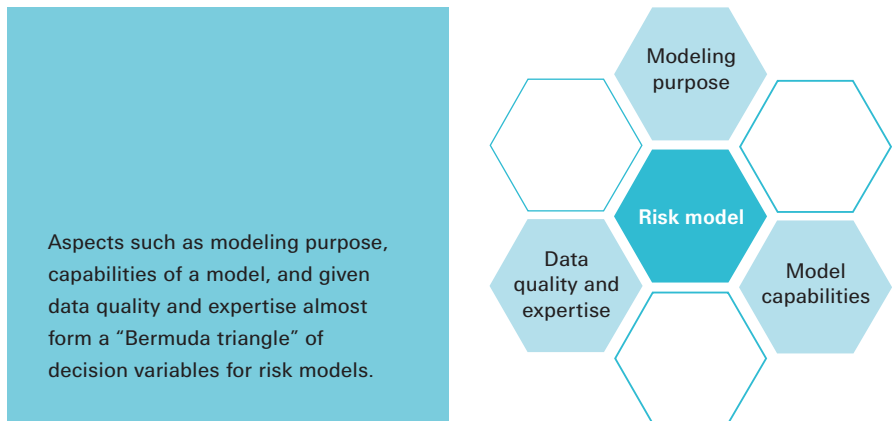 Aspects such as modeling purpose,
capabilities of a model, and given
data quality and expertise almost
form a “Bermuda triangle” of
decision variables for risk models.
Modeling
purpose
Risk model
Data
quality and
expertise
Model
capabilities